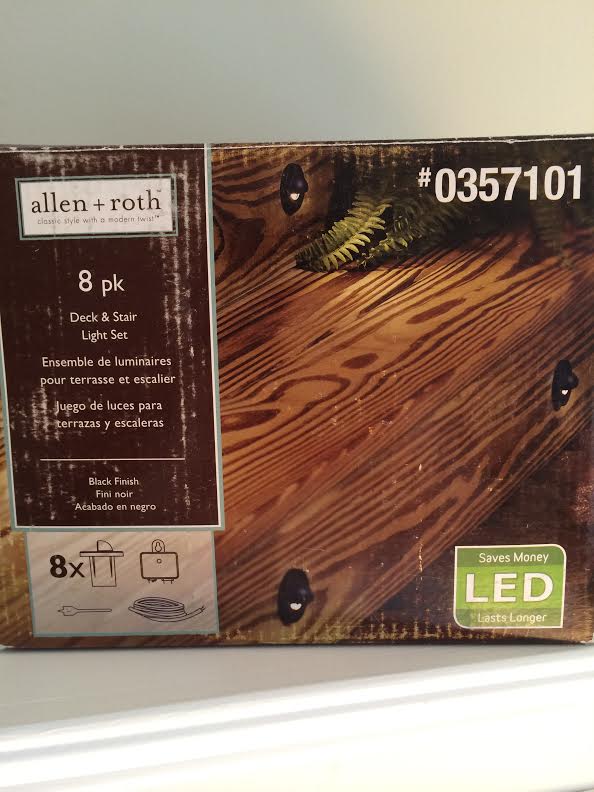 allen + roth™
classic style with a modern twist™
8 pk
Deck & Stair
Light Set
Ensemble de luminaires
pour terrasse et escalier
Juego de luces para
terrazas y escaleras
Black Finish
Fini noir
Acabado en negro
8x
#0357101
Saves Money
LED
Lasts Longer